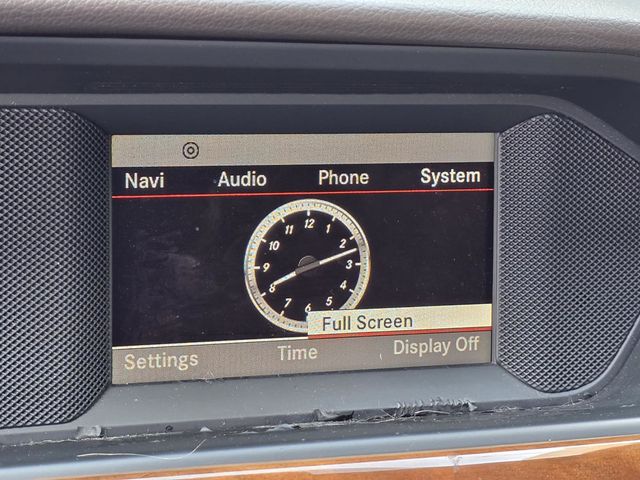 Navi Audio Phone System
12
11 1
10 2
9 3
8 4
7 5
6
Full Screen
Settings Time Display Off